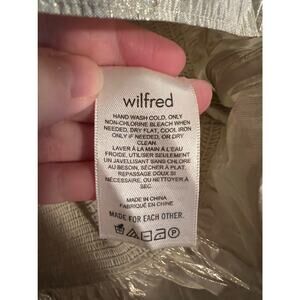 wilfred
HAND WASH COLD. ONLY
NON-CHLORINE BLEACH WHEN
NEEDED, DRY FLAT, COOL IRON
ONLY IF NEEDED, OR DRY
CLEAN.
LAVER À LA MAIN À L'EAU
FROIDE. UTILISER SEULEMENT
UN JAVELLISANT SANS CHLORE
AU BESOIN, SÉCHER À PLAT,
REPASSAGE DOUX SI
NÉCESSAIRE, OU NETTOYER À
SEC.
MADE IN CHINA
FABRIQUÉ EN CHINE
MADE FOR EACH OTHER.
P